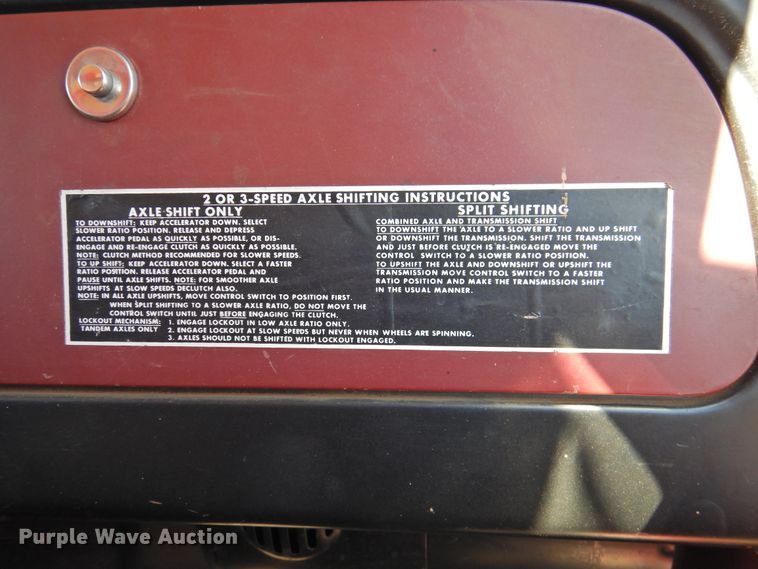 2 OR 3-SPEED AXLE SHIFTING INSTRUCTIONS
AXLE SHIFT ONLY
TO DOWNSHIFT: KEEP ACCELERATOR DOWN. SELECT
SLOWER RATIO POSITION. RELEASE AND DEPRESS
ACCELERATOR PEDAL AS QUICKLY AS POSSIBLE, OR DIS-
ENGAGE AND RE-ENGAGE CLUTCH AS QUICKLY AS POSSIBLE.
NOTE: CLUTCH METHOD RECOMMENDED FOR SLOWER SPEEDS.
TO UP SHIFT: KEEP ACCELERATOR DOWN. SELECT A FASTER
RATIO POSITION. RELEASE ACCELERATOR PEDAL AND
PAUSE UNTIL AXLE SHIFTS. NOTE: FOR SMOOTHER AXLE
UPSHIFTS AT SLOW SPEEDS DECLUTCH ALSO.
NOTE: IN ALL AXLE UPSHIFTS, MOVE CONTROL SWITCH TO POSITION FIRST.
WHEN SPLIT SHIFTING TO A SLOWER AXLE RATIO, DO NOT MOVE THE
CONTROL SWITCH UNTIL JUST BEFORE ENGAGING THE CLUTCH.
LOCKOUT MECHANISM: 1. ENGAGE LOCKOUT IN LOW AXLE RATIO ONLY.
TANDEM AXLES ONLY 2. ENGAGE LOCKOUT AT SLOW SPEEDS BUT NEVER WHEN WHEELS ARE SPINNING.
3. AXLES SHOULD NOT BE SHIFTED WITH LOCKOUT ENGAGED.
SPLIT SHIFTING
COMBINED AXLE AND TRANSMISSION SHIFT
TO DOWNSHIFT THE AXLE TO A SLOWER RATIO AND UP SHIFT
OR DOWNSHIFT THE TRANSMISSION. SHIFT THE TRANSMISSION
AND JUST BEFORE CLUTCH IS RE-ENGAGED MOVE THE
CONTROL SWITCH TO A SLOWER RATIO POSITION.
TO UPSHIFT THE AXLE AND DOWNSHIFT OR UPSHIFT THE
TRANSMISSION MOVE CONTROL SWITCH TO A FASTER
RATIO POSITION AND MAKE THE TRANSMISSION SHIFT
IN THE USUAL MANNER.
Purple Wave Auction